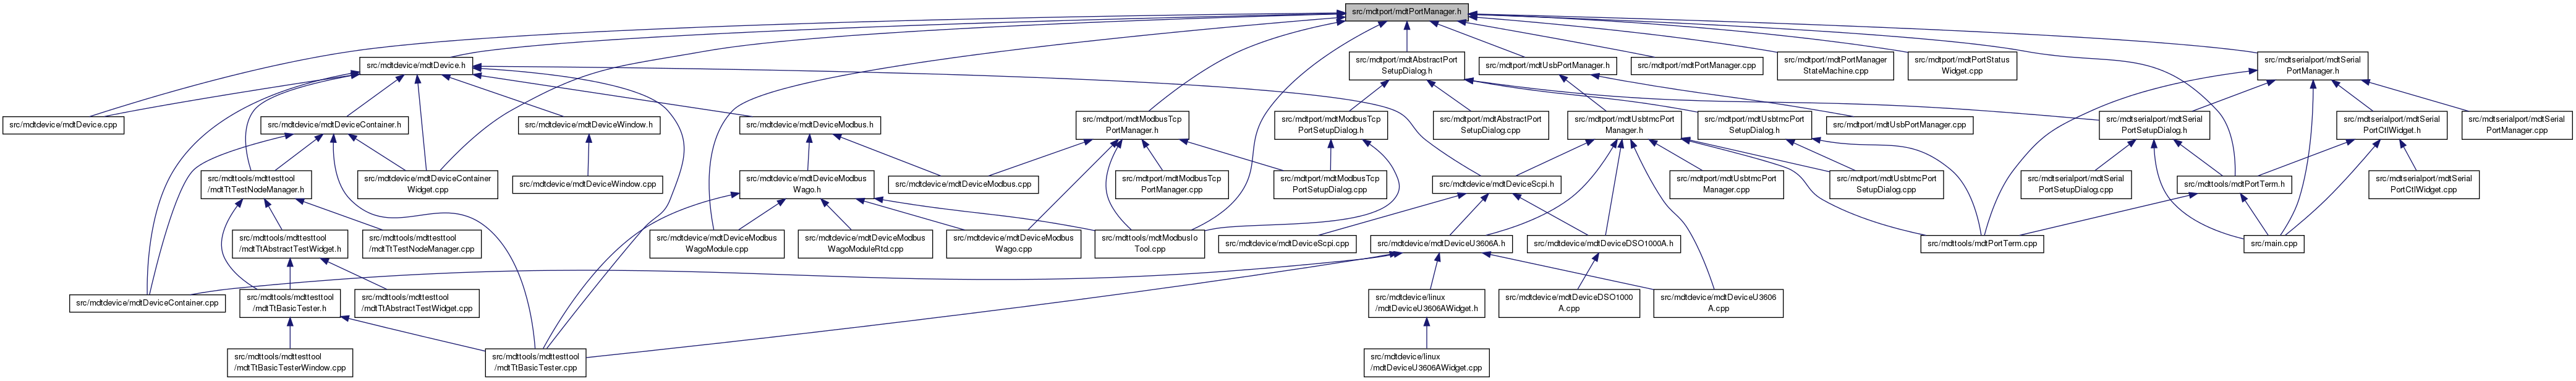 src/mdtport/mdtPortManager.h
src/mdtdevice/mdtDevice.h
src/mdtport/mdtAbstractPort
SetupDialog.h
src/mdtport/mdtUsbPortManager.h
src/mdtport/mdtPortManager.cpp
src/mdtport/mdtPortManager
StateMachine.cpp
src/mdtport/mdtPortStatus
Widget.cpp
src/mdtserialport/mdtSerial
PortManager.h
src/mdtdevice/mdtDevice.cpp
src/mdtdevice/mdtDeviceContainer.h
src/mdtdevice/mdtDeviceWindow.h
src/mdtdevice/mdtDeviceModbus.h
src/mdtport/mdtModbusTcp
PortManager.h
src/mdtport/mdtModbusTcp
PortSetupDialog.h
src/mdtport/mdtAbstractPort
SetupDialog.cpp
src/mdtport/mdtUsbtmcPort
Manager.h
src/mdtport/mdtUsbtmcPort
SetupDialog.h
src/mdtport/mdtUsbPortManager.cpp
src/mdtserialport/mdtSerial
PortSetupDialog.h
src/mdtserialport/mdtSerial
PortCtlWidget.h
src/mdtserialport/mdtSerial
PortManager.cpp
src/mdttools/mdttesttool
/mdtTtTestNodeManager.h
src/mdtdevice/mdtDeviceContainer
Widget.cpp
src/mdtdevice/mdtDeviceWindow.cpp
src/mdtdevice/mdtDeviceModbus
Wago.h
src/mdtdevice/mdtDeviceModbus.cpp
src/mdtport/mdtModbusTcp
PortManager.cpp
src/mdtport/mdtModbusTcp
PortSetupDialog.cpp
src/mdtdevice/mdtDeviceScpi.h
src/mdtport/mdtUsbtmcPort
Manager.cpp
src/mdtport/mdtUsbtmcPort
SetupDialog.cpp
src/mdtserialport/mdtSerial
PortSetupDialog.cpp
src/mdttools/mdtPortTerm.h
src/mdtserialport/mdtSerial
PortCtlWidget.cpp
src/mdttools/mdttesttool
/mdtTtAbstractTestWidget.h
src/mdttools/mdttesttool
/mdtTtTestNodeManager.cpp
src/mdtdevice/mdtDeviceModbus
WagoModule.cpp
src/mdtdevice/mdtDeviceModbus
WagoModuleRtd.cpp
src/mdtdevice/mdtDeviceModbus
Wago.cpp
src/mdttools/mdtModbusIo
Tool.cpp
src/mdtdevice/mdtDeviceScpi.cpp
src/mdtdevice/mdtDeviceU3606A.h
src/mdtdevice/mdtDeviceDSO1000A.h
src/mdttools/mdtPortTerm.cpp
src/main.cpp
src/mdtdevice/mdtDeviceContainer.cpp
src/mdttools/mdttesttool
/mdtTtBasicTester.h
src/mdttools/mdttesttool
/mdtTtAbstractTestWidget.cpp
src/mdtdevice/linux
/mdtDeviceU3606AWidget.h
src/mdtdevice/mdtDeviceDSO1000
A.cpp
src/mdtdevice/mdtDeviceU3606
A.cpp
src/mdttools/mdttesttool
/mdtTtBasicTesterWindow.cpp
src/mdttools/mdttesttool
/mdtTtBasicTester.cpp
src/mdtdevice/linux
/mdtDeviceU3606AWidget.cpp